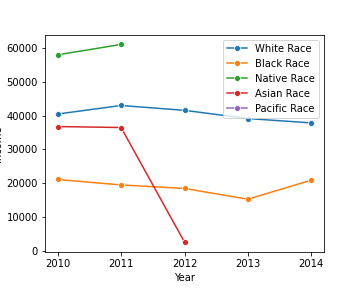 60000
50000
40000
30000
20000
10000
0
2010 2011 2012 2013 2014
Year
White Race
Black Race
Native Race
Asian Race
Pacific Race